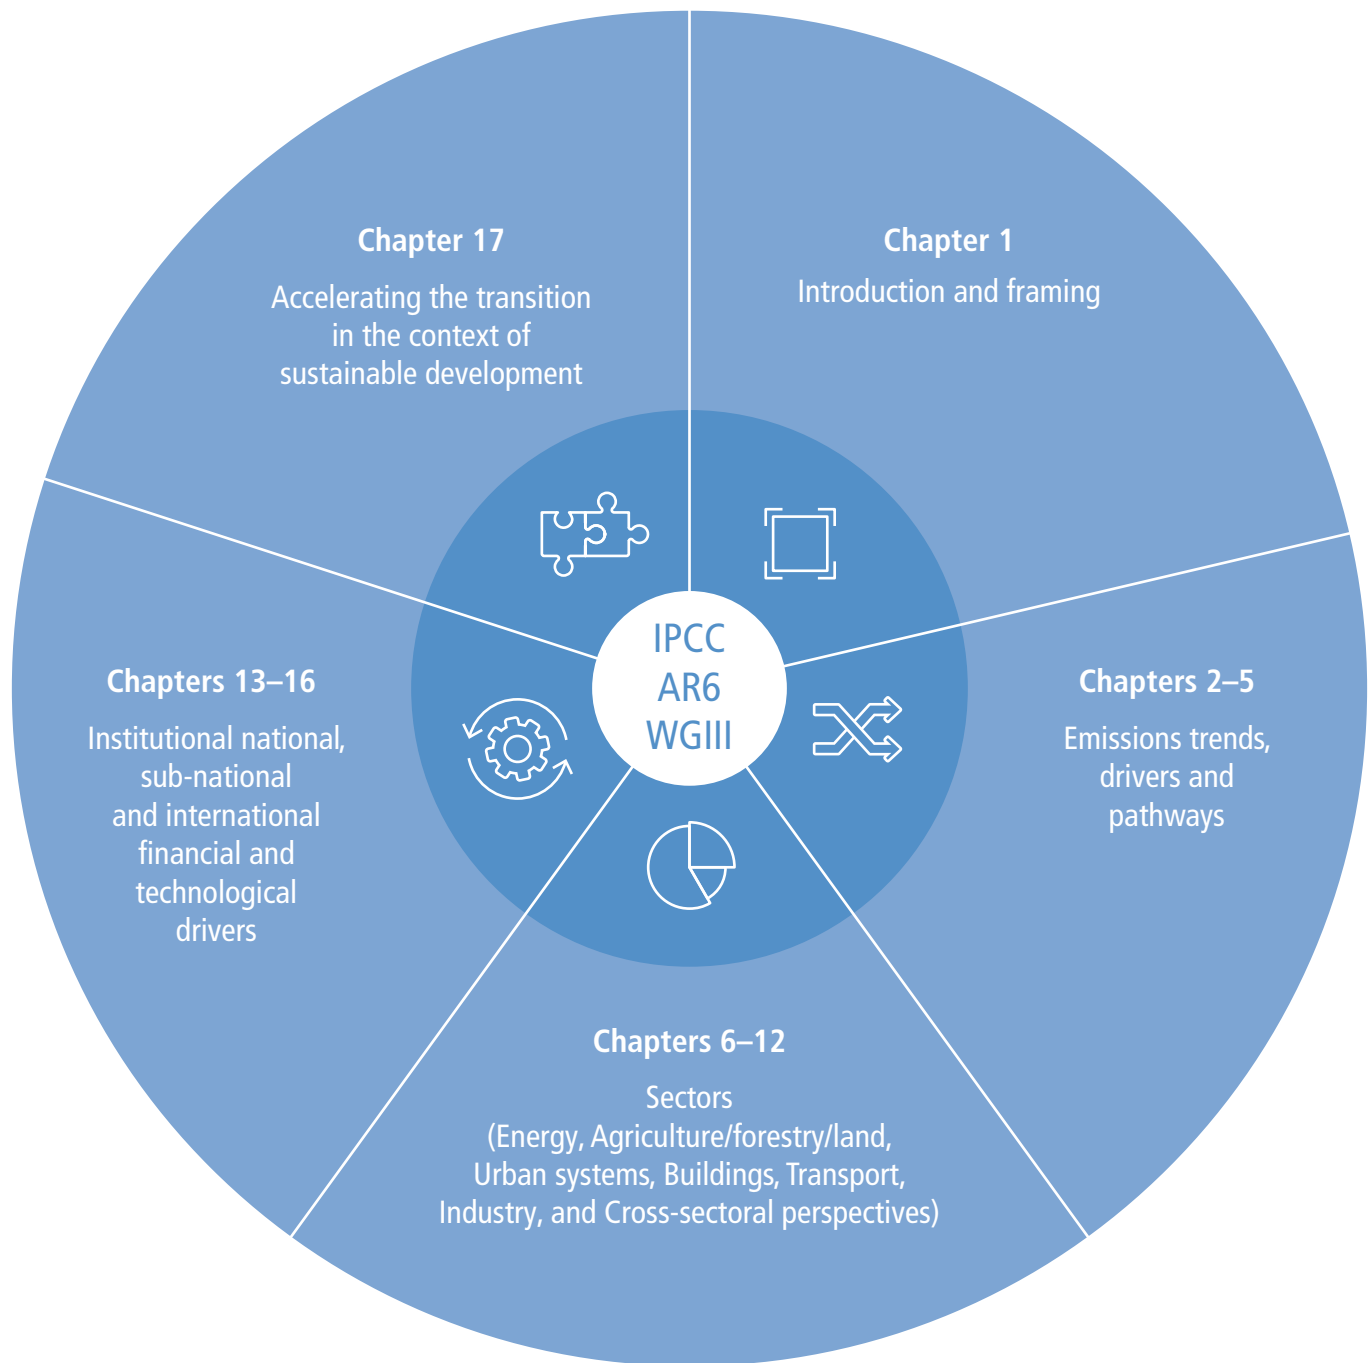 Chapter 17
Accelerating the transition
in the context of
sustainable development
Chapter 1
Introduction and framing
IPCC
AR6
WGIII
Chapters 13–16
Institutional national,
sub-national
and international
financial and
technological
drivers
Chapters 2–5
Emissions trends,
drivers and
pathways
Chapters 6–12
Sectors
(Energy, Agriculture/forestry/land,
Urban systems, Buildings, Transport,
Industry, and Cross-sectoral perspectives)